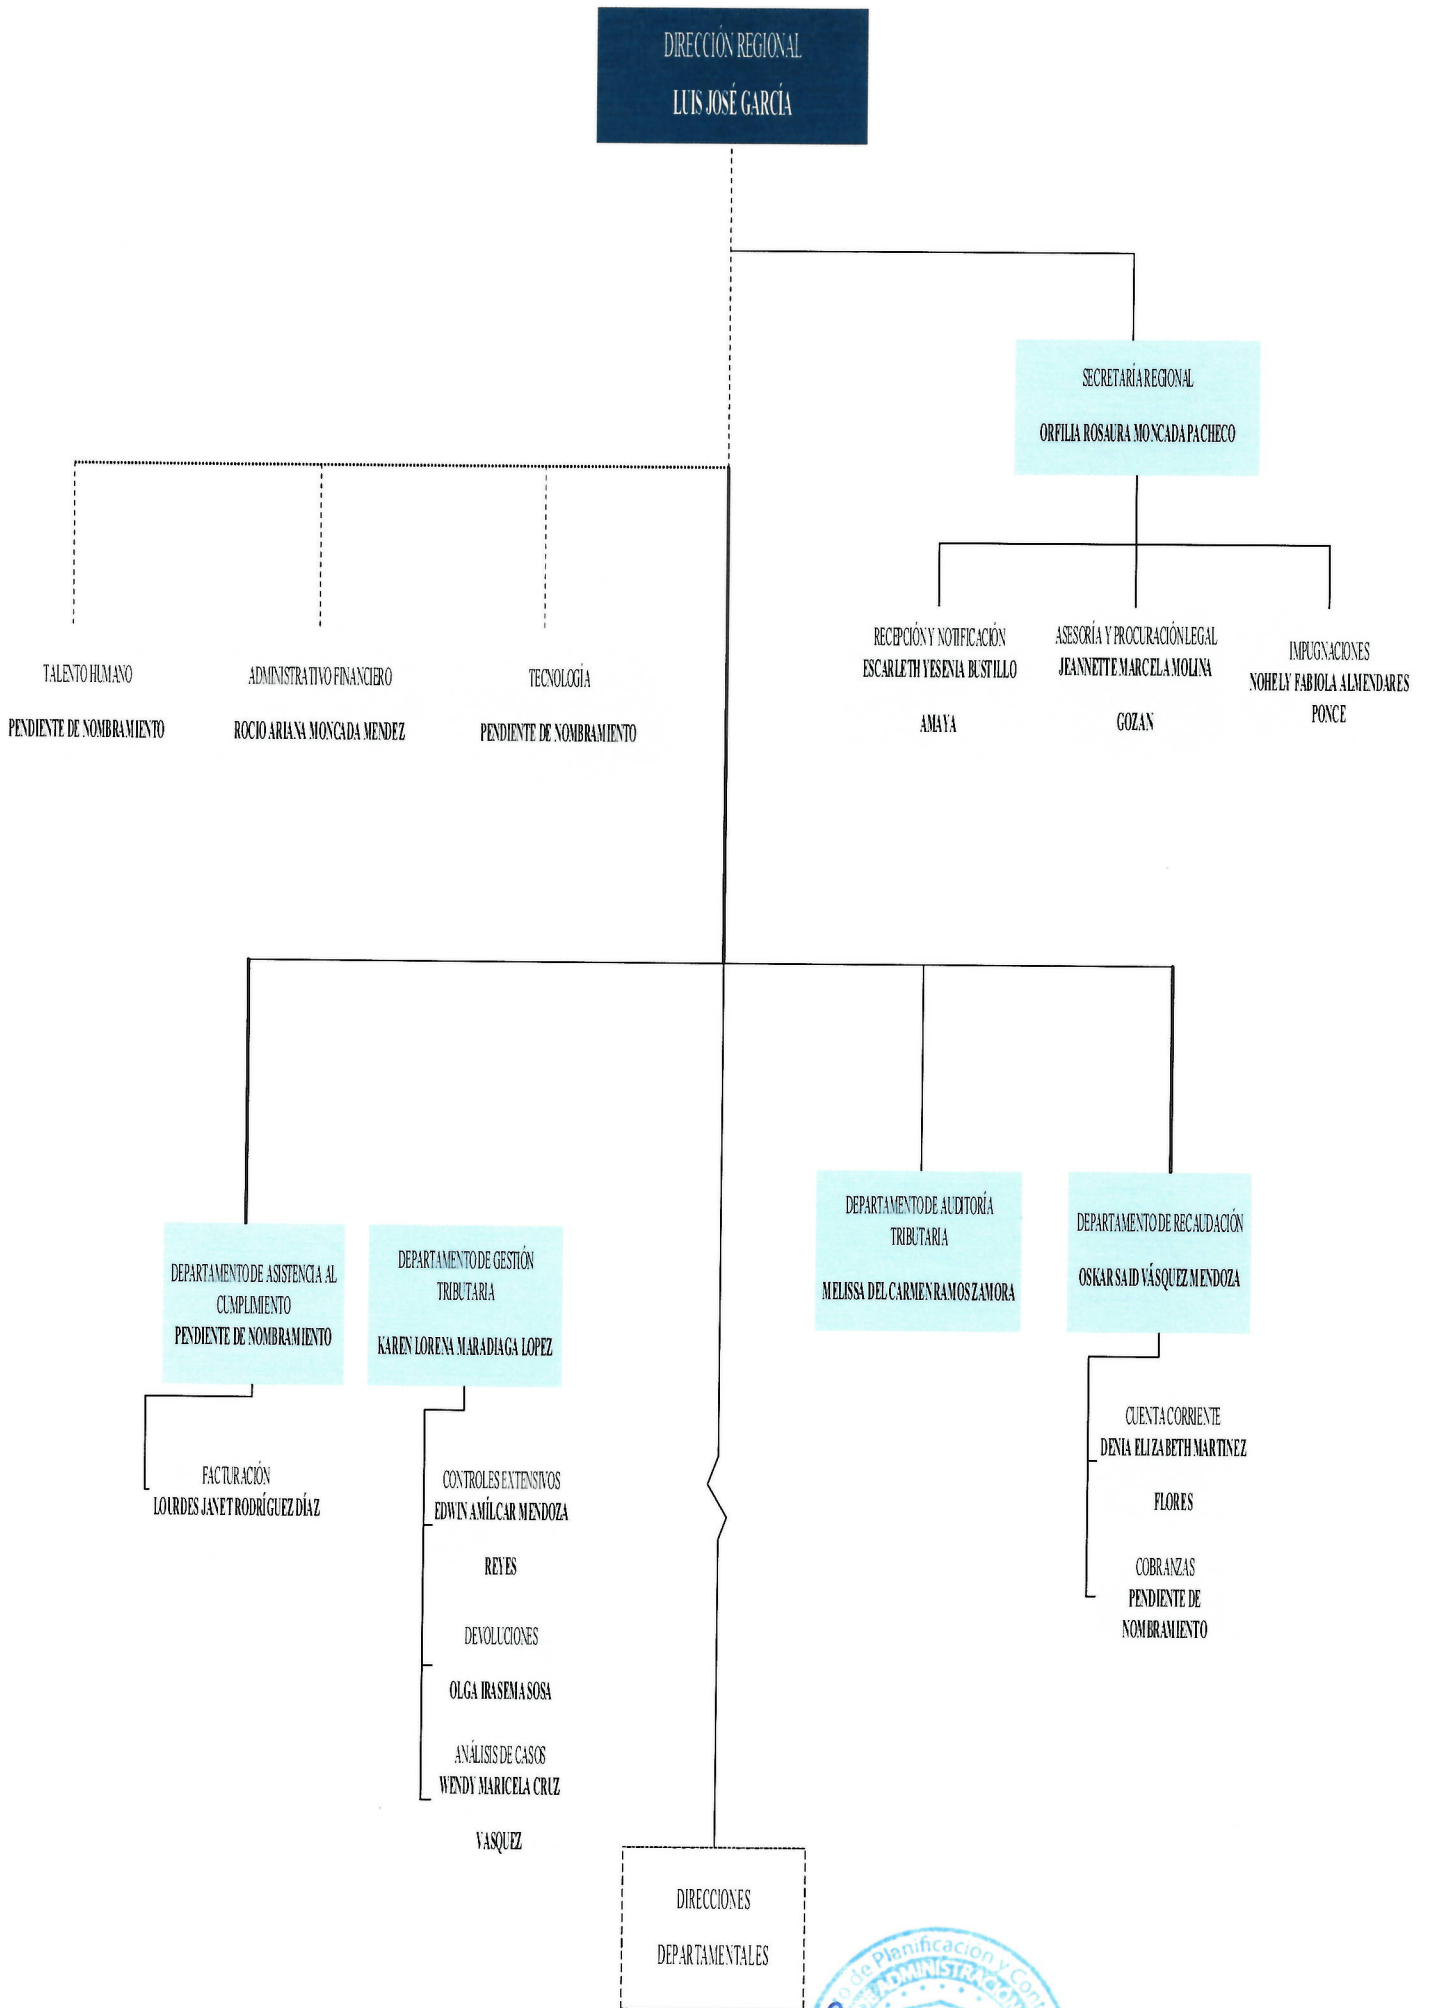 DIRECCIÓN REGIONAL
LUIS JOSÉ GARCÍA
SECRETARÍA REGIONAL
ORFILIA ROSAURA MONCADA PACHECO
RECEPCIÓN Y NOTIFICACIÓN
ESCARLETH YESENIA BUSTILLO
AMAYA
ASESORÍA Y PROCURACIÓN LEGAL
JEANNETTE MARCELA MOLINA
GOZAN
IMPUGNACIONES
NOHELY FABIOLA ALMENDARES
PONCE
TALENTO HUMANO
PENDIENTE DE NOMBRAMIENTO
ADMINISTRATIVO FINANCIERO
ROCIO ARIANA MONCADA MENDEZ
TECNOLOGÍA
PENDIENTE DE NOMBRAMIENTO
DEPARTAMENTO DE ASISTENCIA AL
CUMPLIMIENTO
PENDIENTE DE NOMBRAMIENTO
FACTURACIÓN
LOURDES JANET RODRÍGUEZ DÍAZ
DEPARTAMENTO DE GESTIÓN
TRIBUTARIA
KAREN LORENA MARADIAGA LOPEZ
CONTROLES EXTENSIVOS
EDWIN AMÍLCAR MENDOZA
REYES
DEVOLUCIONES
OLGA IRASEMA SOSA
ANÁLISIS DE CASOS
WENDY MARICELA CRUZ
VASQUEZ
DEPARTAMENTO DE AUDITORÍA
TRIBUTARIA
MELISSA DEL CARMEN RAMOS ZAMORA
DEPARTAMENTO DE RECAUDACIÓN
OSKAR SAID VÁSQUEZ MENDOZA
CUENTA CORRIENTE
DENIA ELIZABETH MARTINEZ
FLORES
COBRANZAS
PENDIENTE DE
NOMBRAMIENTO
DIRECCIONES
DEPARTAMENTALES
de Planificación y
DE ADMINISTRACIÓN